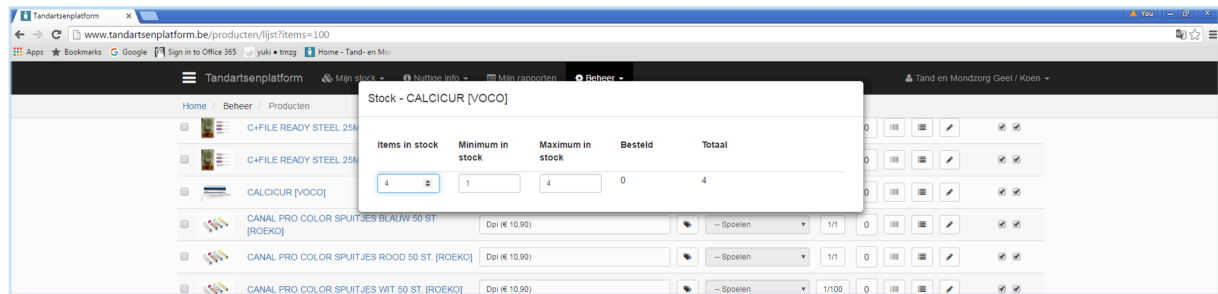 Tandartsenplatform
You
www.tandartsenplatform.be/producten/lijst?items=100
Apps Bookmarks Google Sign in to Office 365 yuki • tmzg Home - Tand- en Mo
Tandartsenplatform Mijn stock Nuttige info Mijn rapporten Beheer Tand en Mondzorg Geel / Koen
Home / Beheer / Producten
Stock - CALCICUR [VOCO]
C+FILE READY STEEL 25M 0
Items in stock Minimum in stock Maximum in stock Besteld Totaal
C+FILE READY STEEL 25M 0
4 1 4 0 4
CALCICUR [VOCO] 0
CANAL PRO COLOR SPUITJES BLAUW 50 ST
[ROEKO] Dpi (€ 10,90) -- Spoelen 1/1 0
CANAL PRO COLOR SPUITJES ROOD 50 ST. [ROEKO] Dpi (€ 10,90) -- Spoelen 1/1 0
CANAL PRO COLOR SPUITJES WIT 50 ST. [ROEKO] Dpi (€ 10,90) -- Spoelen 1/100 0